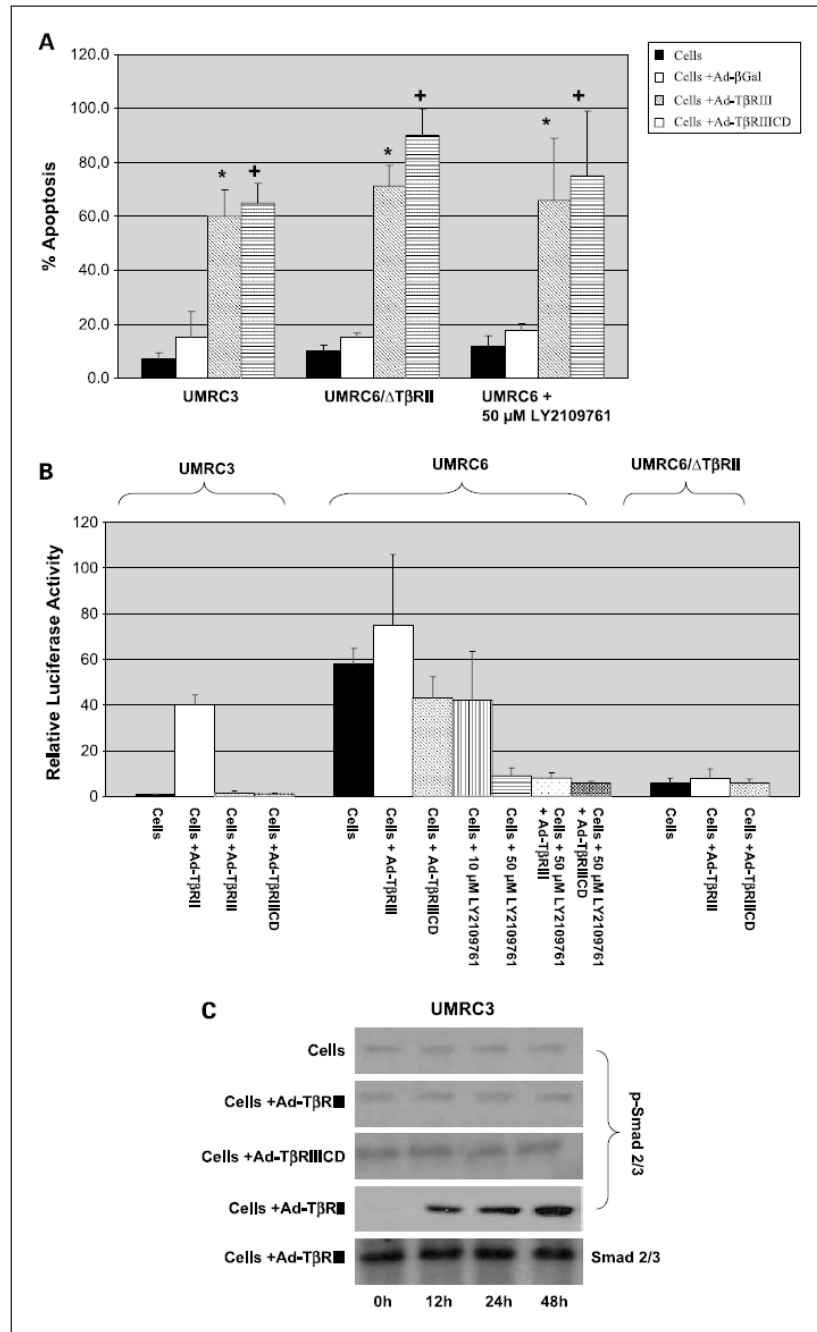 A
120.0
100.0
80,0
60,0
40.0
20.0
0.0
% Apoptosis
* + * + * +
UMRC3
UMRC6/ΔTβRII
UMRC6 +
50 µM LY2109761
Cells
Cells +Ad-βGal
Cells +Ad-TβRIII
Cells +Ad-TβRIIICD
B
UMRC3
UMRC6
UMRC6/ΔTβRII
120
100
80
60
40
20
0
Relative Luciferase Activity
Cells
Cells +Ad-TβRII
Cells +Ad-TβRIII
Cells +Ad-TβRIIICD
Cells
Cells + Ad-TβRIII
Cells + Ad-TβRIIICD
Cells + 10 µM LY2109761
Cells + 50 µM LY2109761
Cells + 50 µM LY2109761
+ Ad-TβRIII
Cells + 50 µM LY2109761
+ Ad-TβRIIICD
Cells
Cells +Ad-TβRIII
Cells +Ad-TβRIIICD
C
UMRC3
Cells
Cells
Cells +Ad-TβRIIICD
Cells
Cells
p-Smad 2/3
Smad 2/3
0h
12h
24h
48h